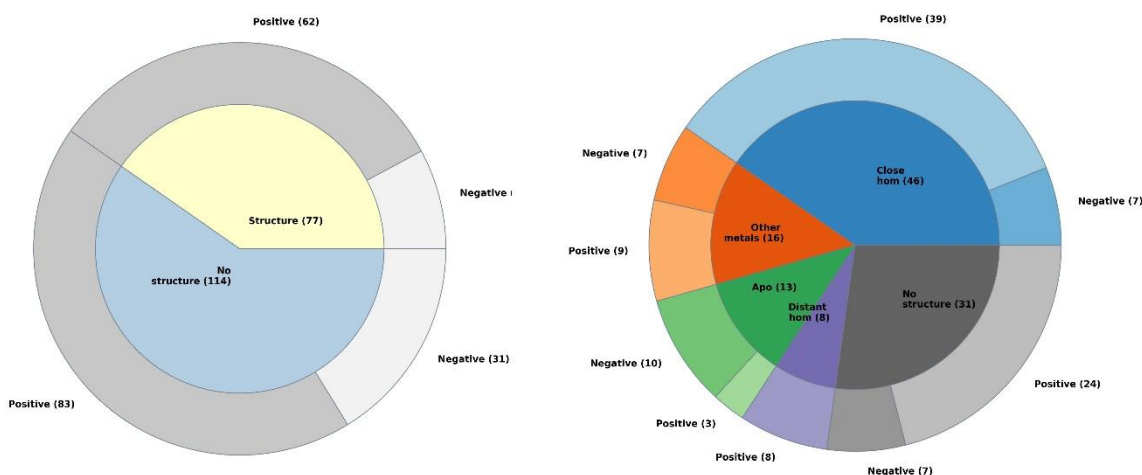 Positive (62)
Negative (
Structure (77)
No
structure (114)
Negative (31)
Positive (83)
Positive (39)
Negative (7)
Close
hom (46)
Negative (7)
Other
metals (16)
Positive (9)
Apo (13)
Distant
hom (8)
No
structure (31)
Negative (10)
Positive (24)
Positive (3)
Positive (8)
Negative (7)